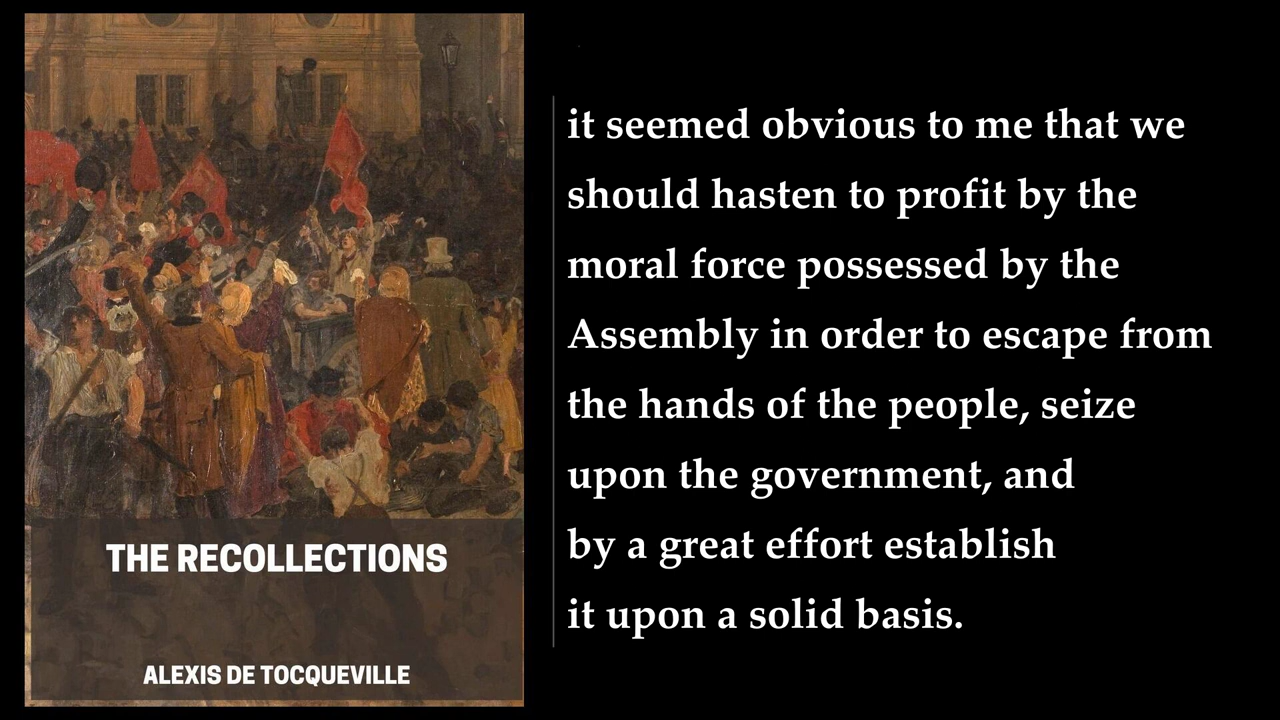 THE RECOLLECTIONS
ALEXIS DE TOCQUEVILLE
it seemed obvious to me that we
should hasten to profit by the
moral force possessed by the
Assembly in order to escape from
the hands of the people, seize
upon the government, and
by a great effort establish
it upon a solid basis.